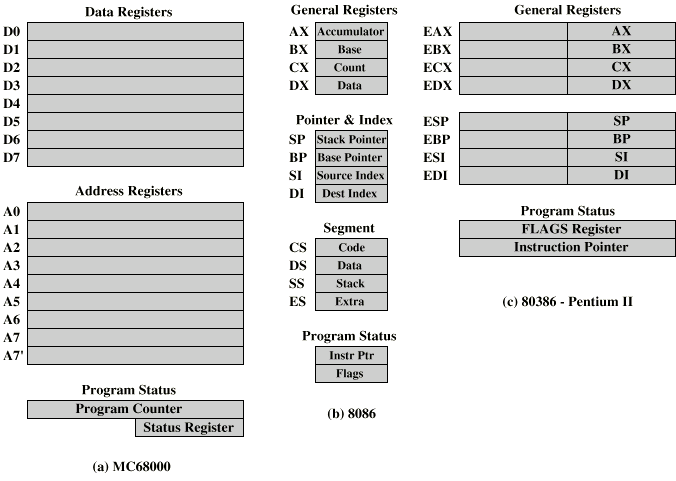 Data Registers
D0
D1
D2
D3
D4
D5
D6
D7
Address Registers
A0
A1
A2
A3
A4
A5
A6
A7
A7'
Program Status
Program Counter
Status Register
(a) MC68000
General Registers
AX Accumulator
BX Base
CX Count
DX Data
Pointer & Index
SP Stack Pointer
BP Base Pointer
SI Source Index
DI Dest Index
Segment
CS Code
DS Data
SS Stack
ES Extra
Program Status
Instr Ptr
Flags
(b) 8086
General Registers
EAX AX
EBX BX
ECX CX
EDX DX
ESP SP
EBP BP
ESI SI
EDI DI
Program Status
FLAGS Register
Instruction Pointer
(c) 80386 - Pentium II